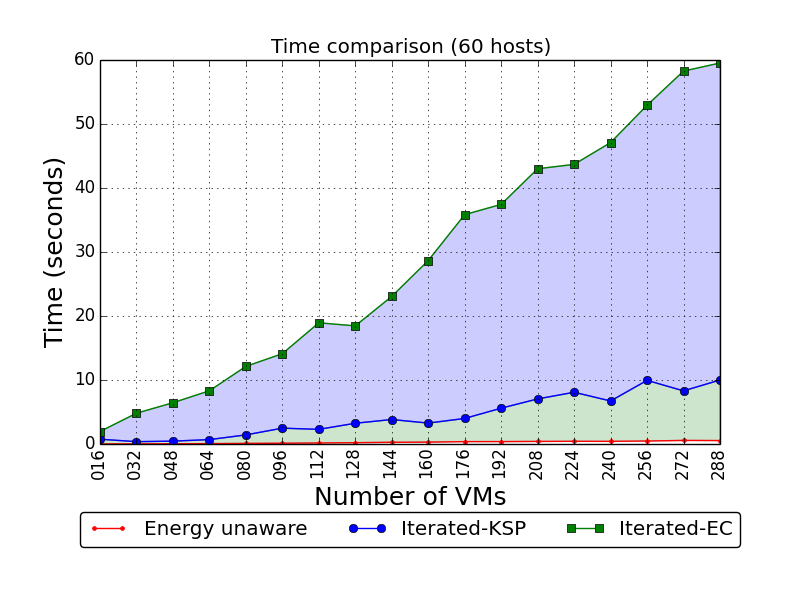 Time comparison (60 hosts)
60
50
40
30
20
10
0
Time (seconds)
016 032 048 064 080 096 112 128 144 160 176 192 208 224 240 256 272 288
Number of VMs
Energy unaware Iterated-KSP Iterated-EC